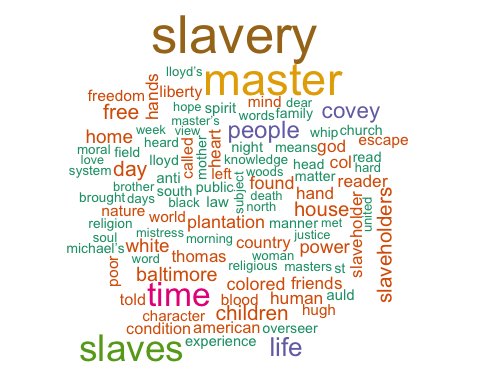 slavery
lloyd's
master
freedom
hands
liberty
hope spirit
mind dear
free
master's
words family
covey
home
week view
people
whip church
heard
called
mother
heart
night means god
escape
moral field
love
lloyd
knowledge
head col read
hard
system day
anti
left
woods
matter
brother
south public
subject
found
death
hand
reader
brought days
black law
north
house
slaveholder
united
slaveholders
nature world
plantation
manner met
religion
mistress
justice
soul
morning
country
power
michael's white
woman
poor
word
thomas
religious masters st
baltimore
colored friends
told time
blood human auld
character
children
hugh
condition american overseer
slaves
experience
life